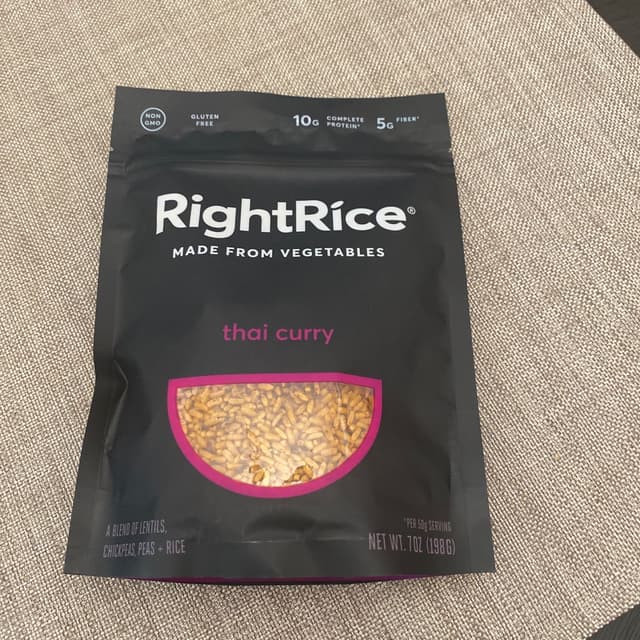 NON
GMO
GLUTEN
FREE
10G COMPLETE
PROTEIN*
5G FIBER*
RightRice®
MADE FROM VEGETABLES
thai curry
A BLEND OF LENTILS,
CHICKPEAS, PEAS + RICE
*PER 50g SERVING
NET WT. 7OZ (198G)